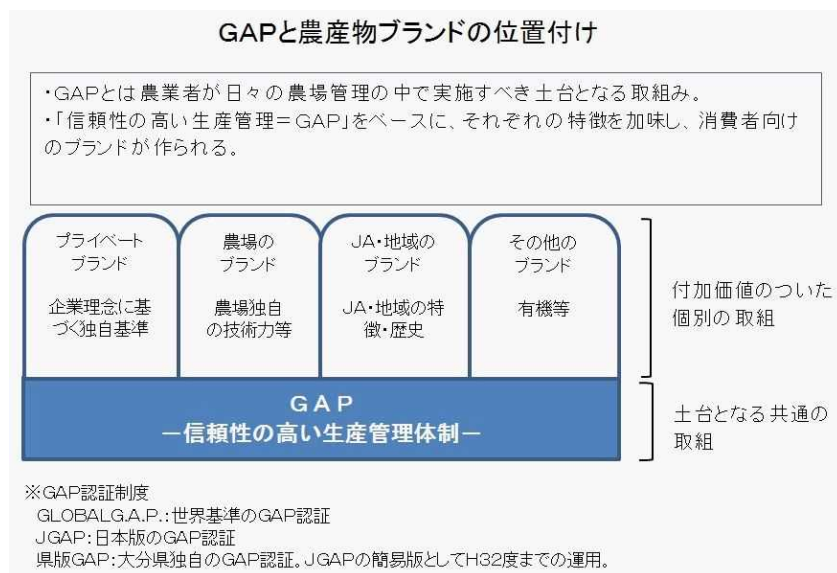 GAPと農産物ブランドの位置付け
・GAPとは農業者が日々の農場管理の中で実施すべき土台となる取組み。
・「信頼性の高い生産管理＝GAP」をベースに、それぞれの特徴を加味し、消費者向け
のブランドが作られる。
プライベート
ブランド
企業理念に基
づく独自基準
農場の
ブランド
農場独自
の技術力等
JA・地域の
ブランド
JA・地域の特
徴・歴史
その他の
ブランド
有機等
付加価値のついた
個別の取組
GAP
－信頼性の高い生産管理体制－
土台となる共通の
取組
※GAP認証制度
GLOBALG.A.P.:世界基準のGAP認証
JGAP:日本版のGAP認証
県版GAP:大分県独自のGAP認証。JGAPの簡易版としてH32度までの運用。